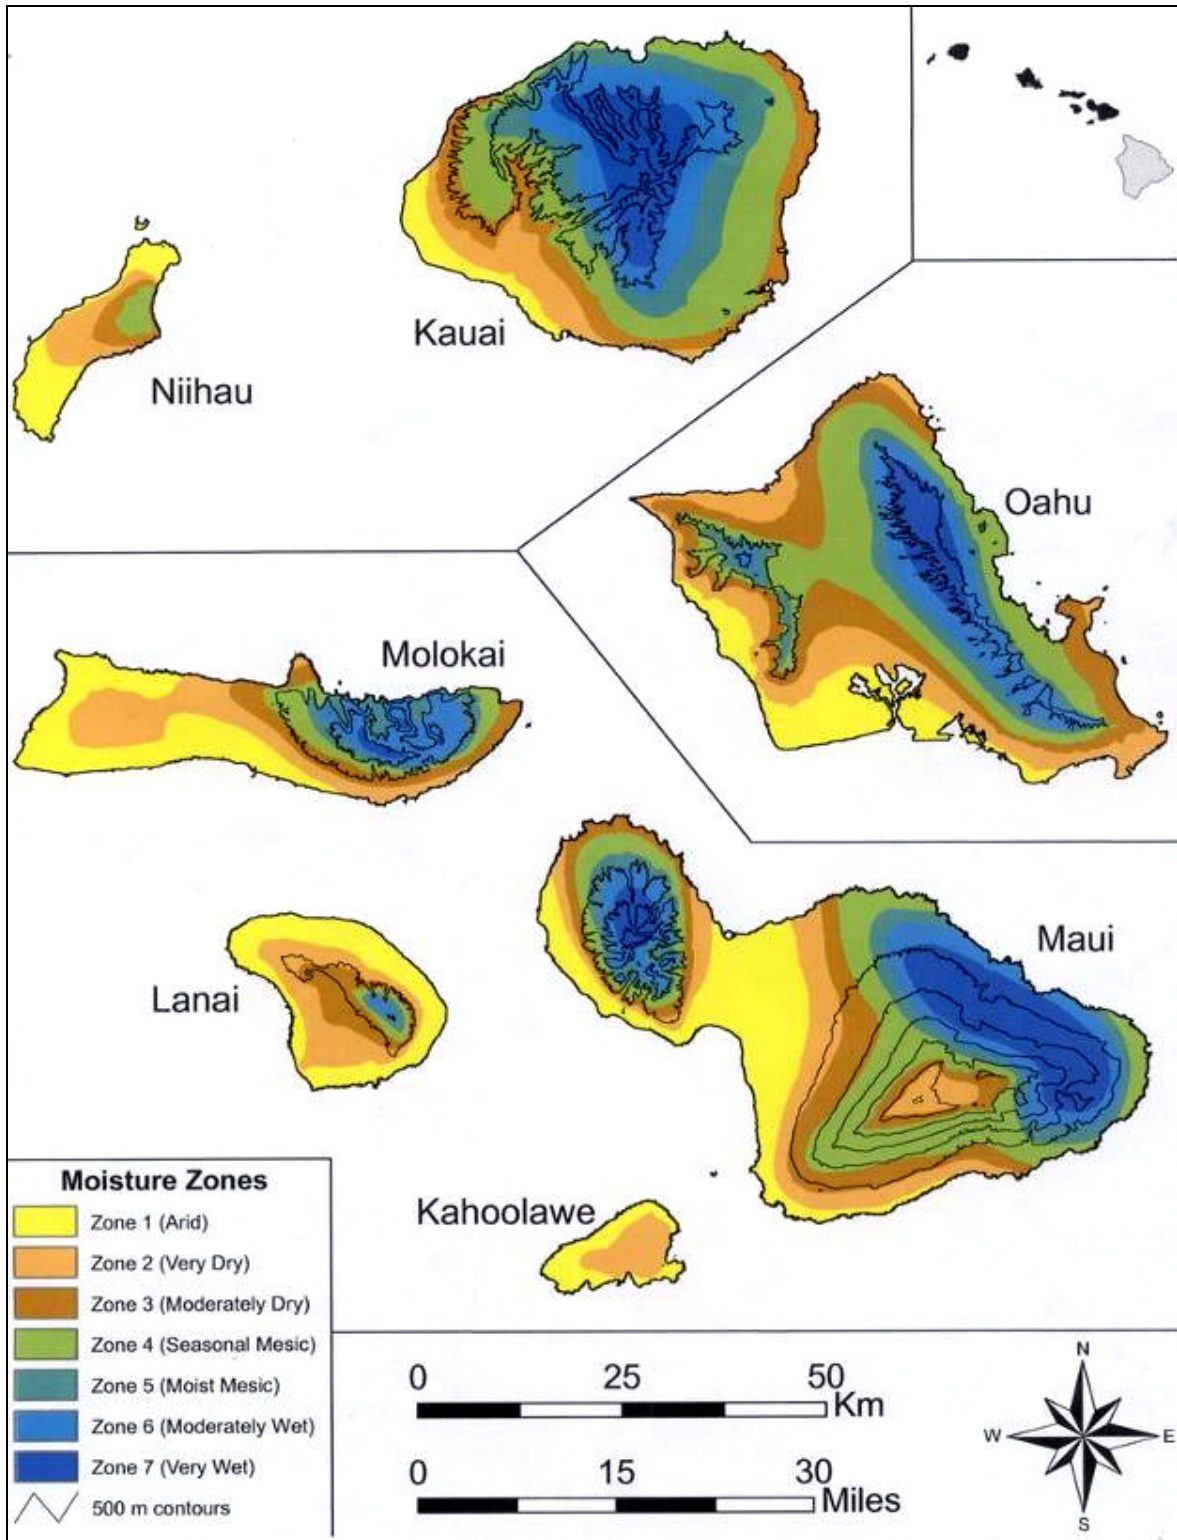 Kauai
Niihau
Oahu
Molokai
Maui
Lanai
Kahoolawe
Moisture Zones
Zone 1 (Arid)
Zone 2 (Very Dry)
Zone 3 (Moderately Dry)
Zone 4 (Seasonal Mesic)
Zone 5 (Moist Mesic)
Zone 6 (Moderately Wet)
Zone 7 (Very Wet)
500 m contours
0 25 50
Km
0 15 30
Miles
N
W E
S